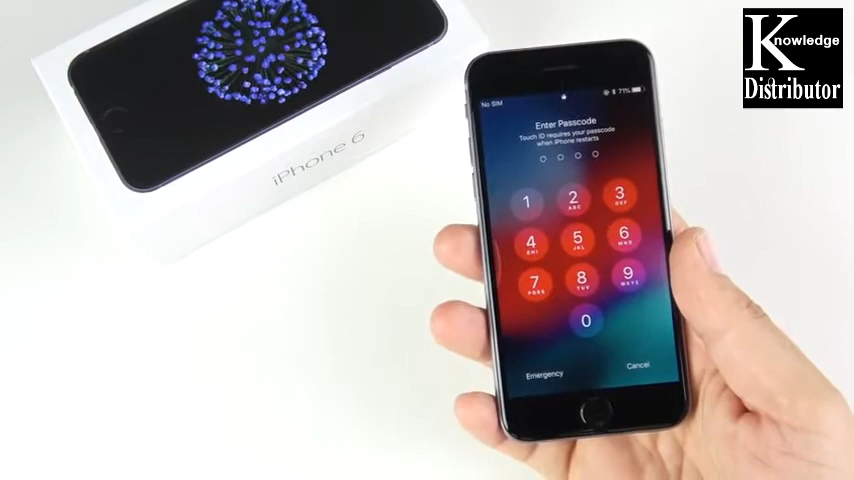 iPhone 6
No SIM
71%
Enter Passcode
Touch ID requires your passcode
when iPhone restarts
1
2
ABC
3
DEF
4
GHI
5
JKL
6
MNO
7
PQRS
8
TUV
9
WXYZ
0
Emergency
Cancel
Knowledge
Distributor